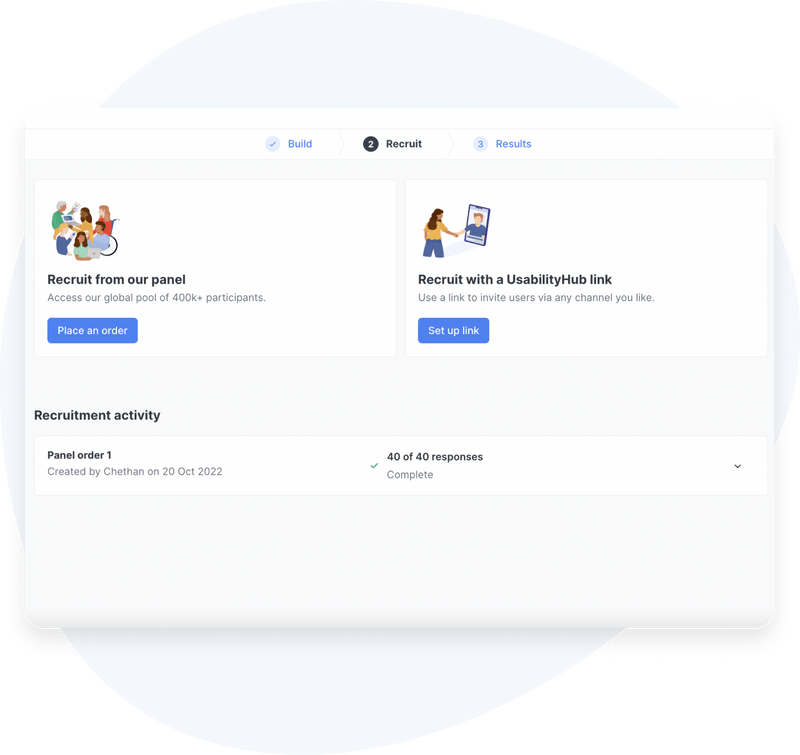 Build
2 Recruit
3 Results
Recruit from our panel
Access our global pool of 400k+ participants.
Place an order
Recruit with a UsabilityHub link
Use a link to invite users via any channel you like.
Set up link
Recruitment activity
Panel order 1
Created by Chethan on 20 Oct 2022
40 of 40 responses
Complete